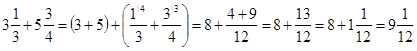 3 1/3 + 5 3/4 = (3+5) + (1^\4/3 + 3^\3/4) = 8 + (4+9)/12 = 8 + 13/12 = 8 + 1 1/12 = 9 1/12